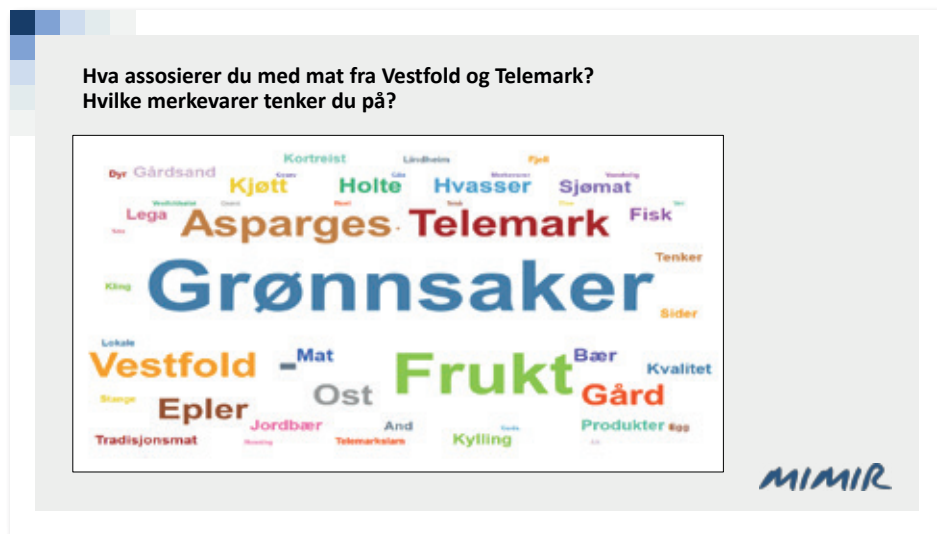 Hva assosierer du med mat fra Vestfold og Telemark?
Hvilke merkevarer tenker du på?
Kortreist Lindheim Fjell
Dyr Gårdsand
Kjøtt Holte Hvasser Sjømat
Lega Asparges Telemark Fisk
Tenker
Kling Grønnsaker
Sider
Lokale
Vestfold Mat Frukt Bær Kvalitet
Stange Epler Ost Gård
Jordbær And Produkter Egg
Tradisjonsmat Telemarkslam Kylling
MIMIR